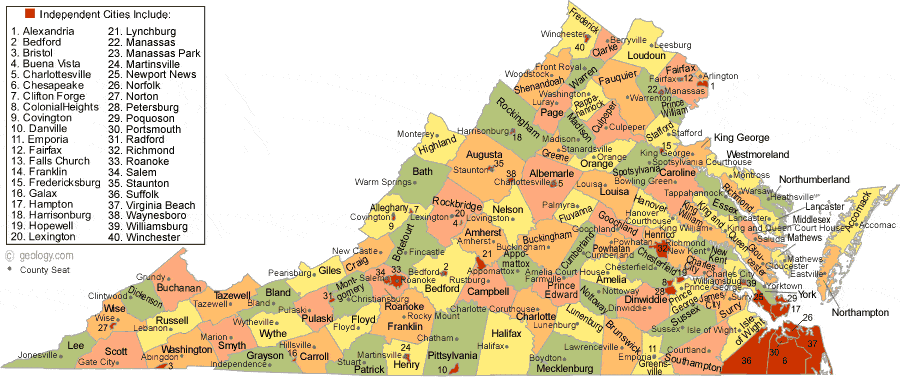 Independent Cities Include:
1. Alexandria
2 Bedford
3. Bristol
4. Buena Vista
5. Charlottesville
6. Chesapeake
7. Clifton Forge
8. ColonialHeights
9. Covington
10. Danville
11. Emporia
12. Fairfax
13. Falls Church
14. Franklin
15. Fredericksburg
16. Galax
17. Hampton
18. Harrisonburg
19. Hopewell
20. Lexington
21. Lynchburg
22. Manassas
23. Manassas Park
24. Martinsville
25. Newport News
26. Norfolk
27. Norton
28. Petersburg
29. Poquoson
30. Portsmouth
31. Radford
32. Richmond
33. Roanoke
34. Salem
35. Staunton
36. Suffolk
37. Virginia Beach
38. Waynesboro
39. Williamsburg
40. Winchester
© geology.com
County Seat
Frederick
Winchester
40
Berryville
Clarke
Leesburg
Loudoun
Front Royal
Woodstock
Shenandoah
Warren
Fauquier
Fairfax
Fairfax
12
Arlington
1
Washington
Rappa-
hannock
22
Manassas
Warrenton
Prince
William
Luray
Page
Culpeper
Culpeper
Rockingham
Harrisonburg
18
Madison
Madison
Stafford
Stafford
15
King George
King George
Monterey
Highland
Stanardsville
Greene
Orange
Orange
Spotsylvania Courthouse
Spotsylvania
Westmoreland
Montross
Augusta
Staunton
35
38
Albemarle
Charlottesville
5
Louisa
Louisa
Bowling Green
Caroline
Tappahannock
Essex
Richmond
Warsaw
Northumberland
Heathsville
Lancaster
Lancaster
Middlesex
Saluda
King and Queen Court House
King and Queen
King William
King William
Mathews
Mathews
Gloucester
Gloucester
Eastville
Accomack
Accomac
Northampton
Bath
Warm Springs
Rockbridge
Lexington
20
4
Alleghany
7
Covington
9
Nelson
Lovingston
Palmyra
Fluvanna
Goochland
Goochland
Hanover
Hanover
Courthouse
Henrico
32
Richmond
New Kent
New
Kent
Charles
City
Charles City
Williamsburg
39
James City
Yorktown
York
29
17
25
26
Botetourt
Fincastle
New Castle
Craig
Amherst
Amherst
Buckingham
Buckingham
Cumberland
Cumberland
Powhatan
Powhatan
Chesterfield
Chesterfield
Amelia Court House
Amelia
8
28
Prince George
Prince
George
Surry
Surry
Appo-
mattox
Appomattox
Bedford
Bedford
Rustburg
Campbell
Prince
Edward
Farmville
Nottoway
Nottoway
Dinwiddie
Dinwiddie
Sussex
Sussex
Isle of Wight
Isle
of Wight
Giles
Pearisburg
Roanoke
Roanoke
33
34
Mont-
gomery
Christiansburg
31
Pulaski
Pulaski
Bland
Bland
Tazewell
Tazewell
Grundy
Buchanan
Dickenson
Clintwood
Wise
Wise
27
Russell
Lebanon
Lee
Jonesville
Scott
Gate City
Washington
Abingdon
3
Smyth
Marion
Wythe
Wytheville
Grayson
Independence
16
Carroll
Hillsville
Floyd
Floyd
Patrick
Stuart
Franklin
Rocky Mount
Henry
Martinsville
24
Pittsylvania
Chatham
10
Halifax
Halifax
Charlotte
Charlotte Courthouse
Lunenburg
Lunenburg
Mecklenburg
Boydton
Brunswick
Lawrenceville
Emporia
11
Greens-
ville
Southampton
Courtland
36
30
6
37